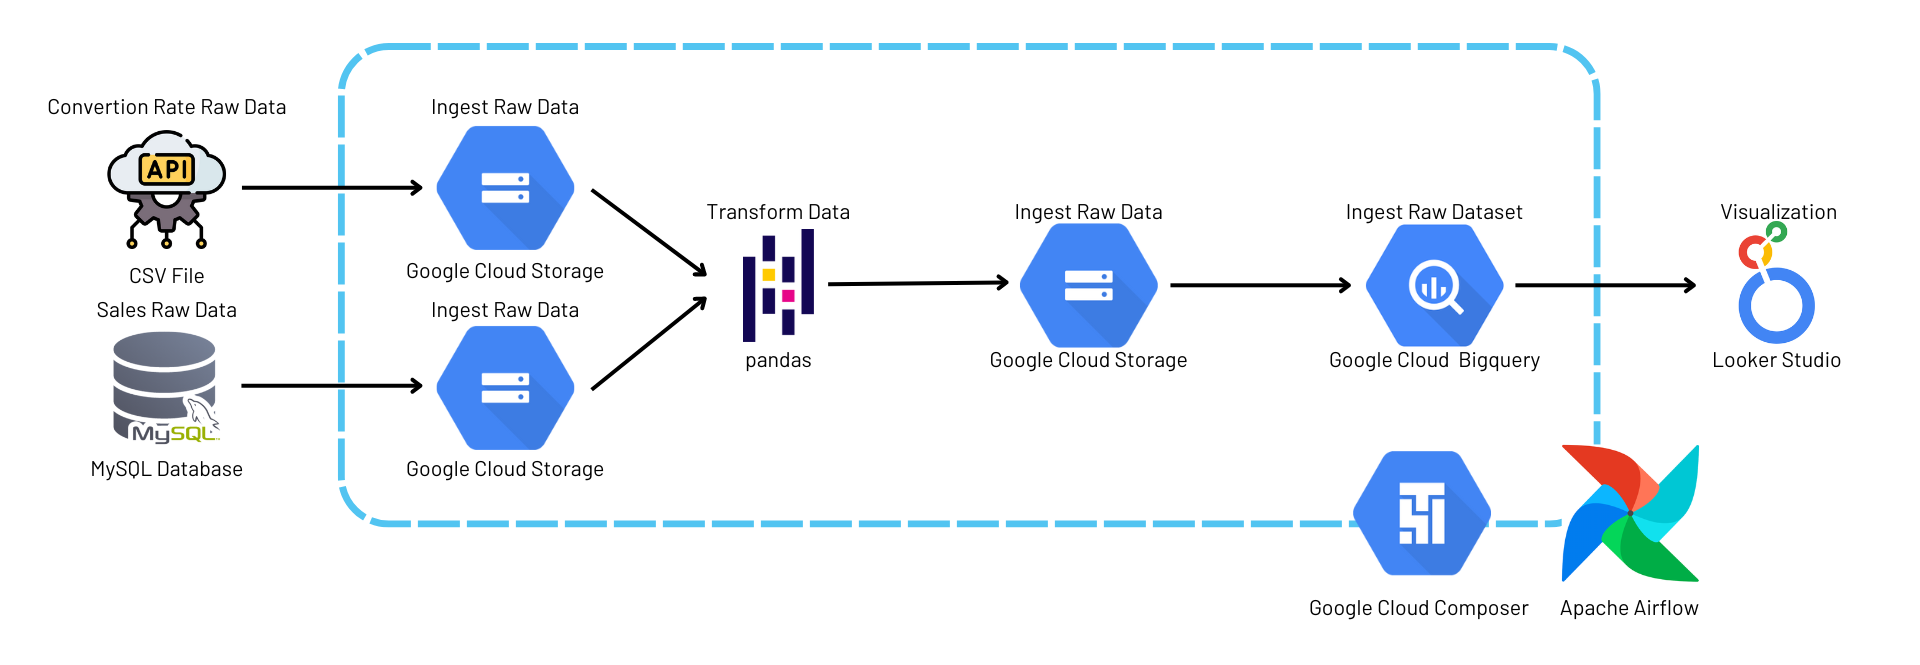 Convertion Rate Raw Data
API
CSV File
Sales Raw Data
MySQL
MySQL Database
Ingest Raw Data
Google Cloud Storage
Ingest Raw Data
Google Cloud Storage
Transform Data
pandas
Ingest Raw Data
Google Cloud Storage
Ingest Raw Dataset
Google Cloud  Bigquery
Visualization
Looker Studio
Google Cloud Composer
Apache Airflow